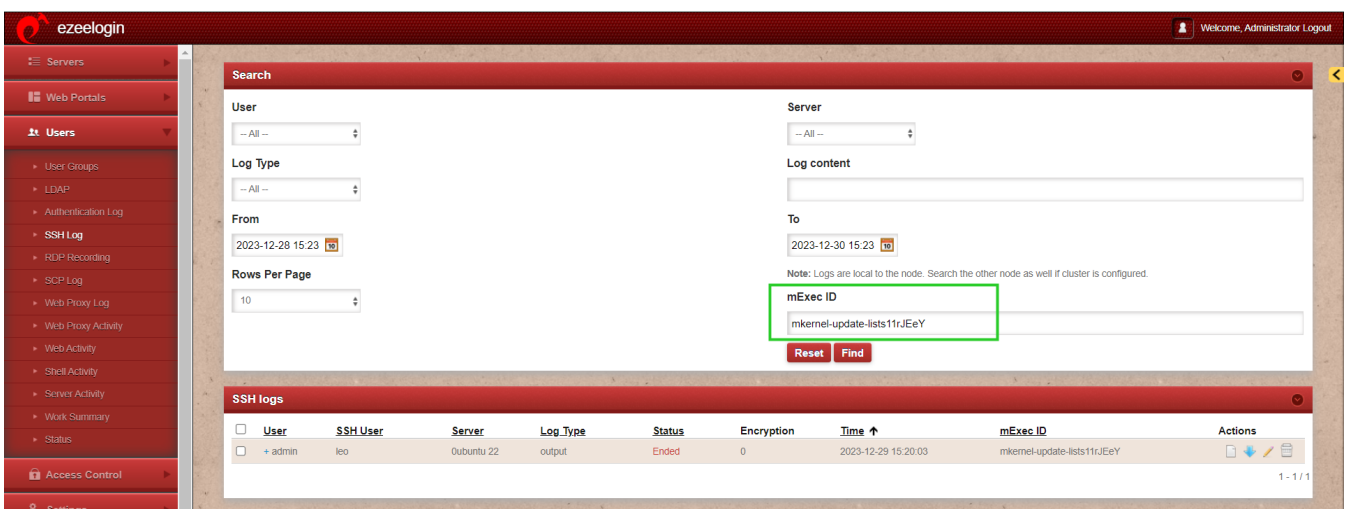 ezeelogin
Welcome, Administrator Logout
Servers
Web Portals
Users
User Groups
LDAP
Authentication Log
SSH Log
RDP Recording
SCP Log
Web Proxy Log
Web Proxy Activity
Web Activity
Shell Activity
Server Activity
Work Summary
Status
Access Control
Settings
Search
User
Server
-- All --
-- All --
Log Type
Log content
-- All --
From
To
2023-12-28 15:23
2023-12-30 15:23
Rows Per Page
Note: Logs are local to the node. Search the other node as well if cluster is configured.
10
mExec ID
mkernel-update-lists11rJEeY
Reset Find
SSH logs
User SSH User Server Log Type Status Encryption Time ↑ mExec ID Actions
+ admin leo 0ubuntu 22 output Ended 0 2023-12-29 15:20:03 mkernel-update-lists11rJEeY
1 - 1 / 1